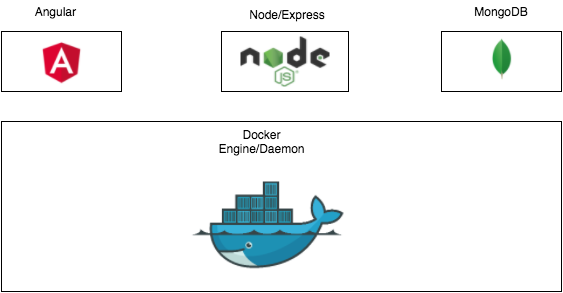 Angular
Node/Express
MongoDB
A
node
JS
Docker
Engine/Daemon